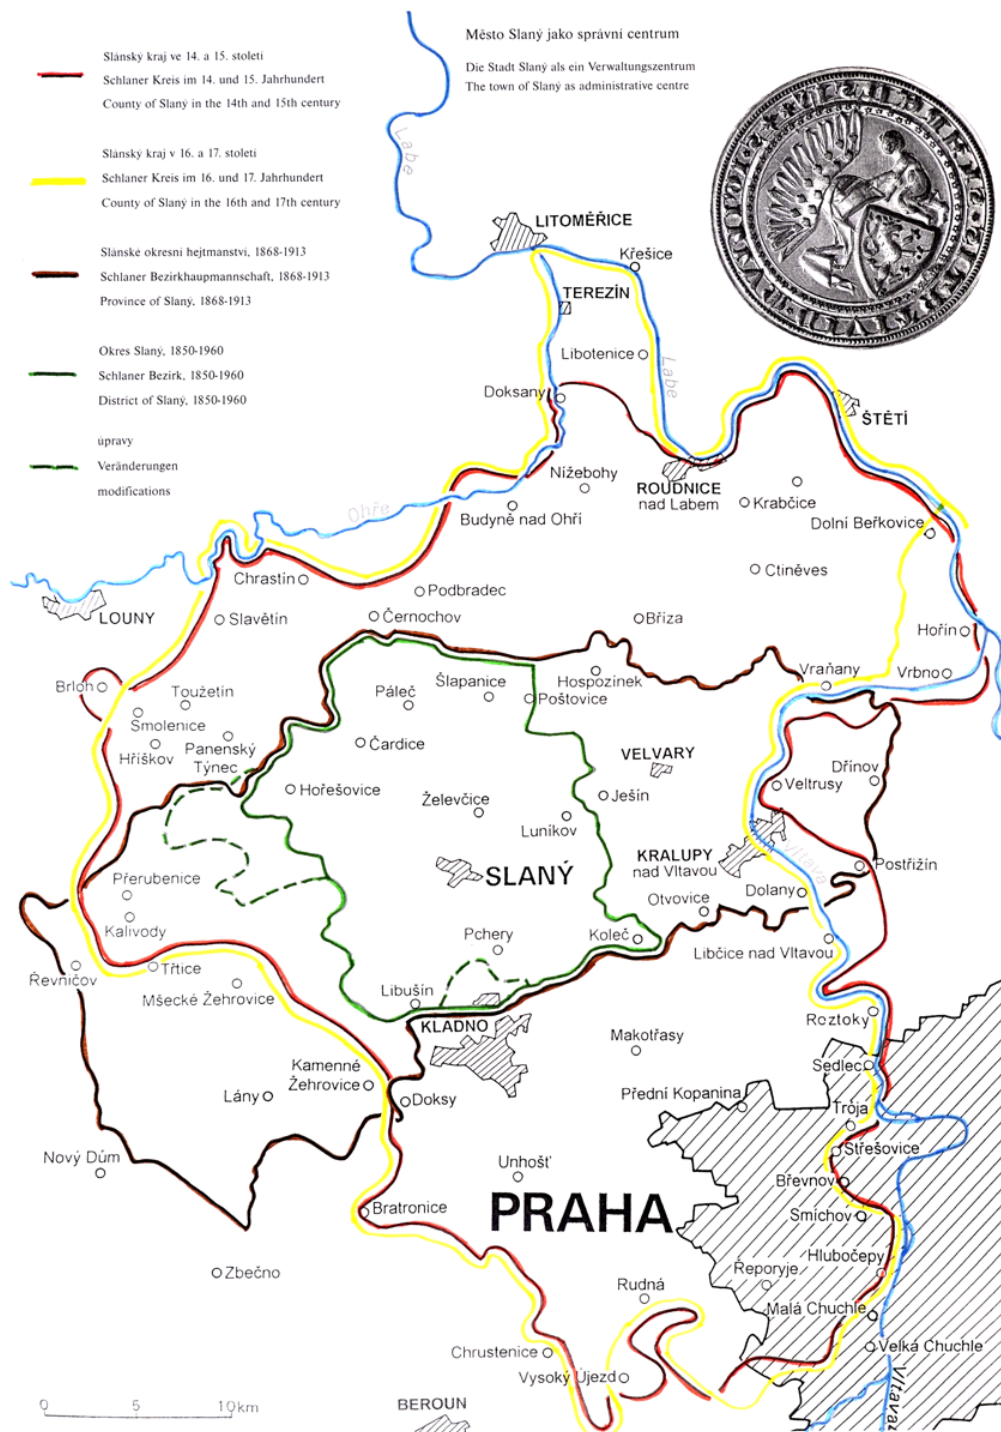 Město Slaný jako správní centrum
Die Stadt Slaný als ein Verwaltungszentrum
The town of Slaný as administrative centre
Slánský kraj ve 14. a 15. století
Schlaner Kreis im 14. und 15. Jahrhundert
County of Slaný in the 14th and 15th century
Slánský kraj v 16. a 17. století
Schlaner Kreis im 16. und 17. Jahrhundert
County of Slaný in the 16th and 17th century
Slánské okresní hejtmanství, 1868-1913
Schlaner Bezirkhaupmannschaft, 1868-1913
Province of Slaný, 1868-1913
Okres Slaný, 1850-1960
Schlaner Bezirk, 1850-1960
District of Slaný, 1850-1960
úpravy
Veränderungen
modifications
Labe
LITOMĚŘICE
Křešice
TEREZÍN
Libotenice
Labe
Doksany
ŠTĚTÍ
Nížebohy
ROUDNICE
nad Labem
Krabčice
Ohře
Budyně nad Ohří
Dolní Beřkovice
Chrastín
Ctiněves
Podbradec
LOUNY
Slavětín
Černochov
Bříza
Hořín
Brloh
Toužetín
Páleč
Šlapanice
Hospozínek
Poštovice
Vraňany
Vrbno
Smolenice
Hříškov
Panenský
Týnec
Čardice
VELVARY
Dřínov
Hořešovice
Želevčice
Ješín
Veltrusy
Luníkov
SLANÝ
KRALUPY
nad Vltavou
Vltava
Postřižín
Přerubenice
Dolany
Otvovice
Kalivody
Pchery
Koleč
Libčice nad Vltavou
Řevničov
Třtice
Mšecké Žehrovice
Libušín
KLADNO
Roztoky
Makotřasy
Kamenné
Žehrovice
Sedlec
Lány
Doksy
Přední Kopanina
Trója
Střešovice
Nový Dům
Unhošť
Břevnov
Bratronice
PRAHA
Smíchov
Hlubočepy
Zbečno
Řeporyje
Rudná
Malá Chuchle
Chrustenice
Velká Chuchle
Vysoký Újezd
Vltava
BEROUN
0 5 10km